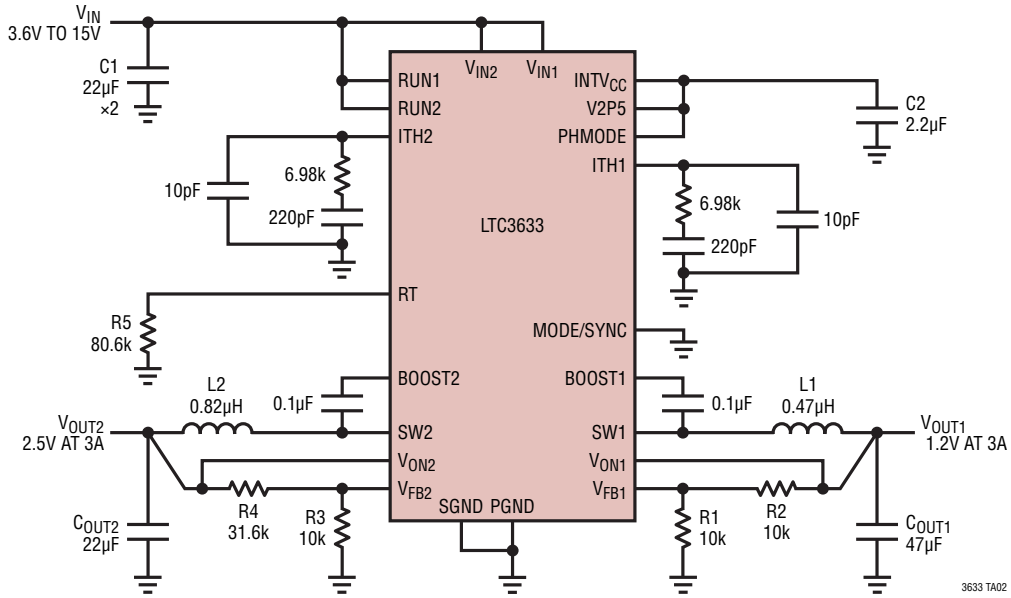 VIN
3.6V TO 15V
C1
22µF
×2
VIN2
VIN1
RUN1
RUN2
ITH2
INTVCC
V2P5
PHMODE
ITH1
C2
2.2µF
10pF
6.98k
220pF
LTC3633
6.98k
220pF
10pF
RT
R5
80.6k
MODE/SYNC
BOOST2
BOOST1
L2
0.82µH
0.1µF
0.1µF
L1
0.47µH
VOUT2
2.5V AT 3A
SW2
SW1
VOUT1
1.2V AT 3A
VON2
VON1
VFB2
VFB1
SGND PGND
COUT2
22µF
R4
31.6k
R3
10k
R1
10k
R2
10k
COUT1
47µF
3633 TA02